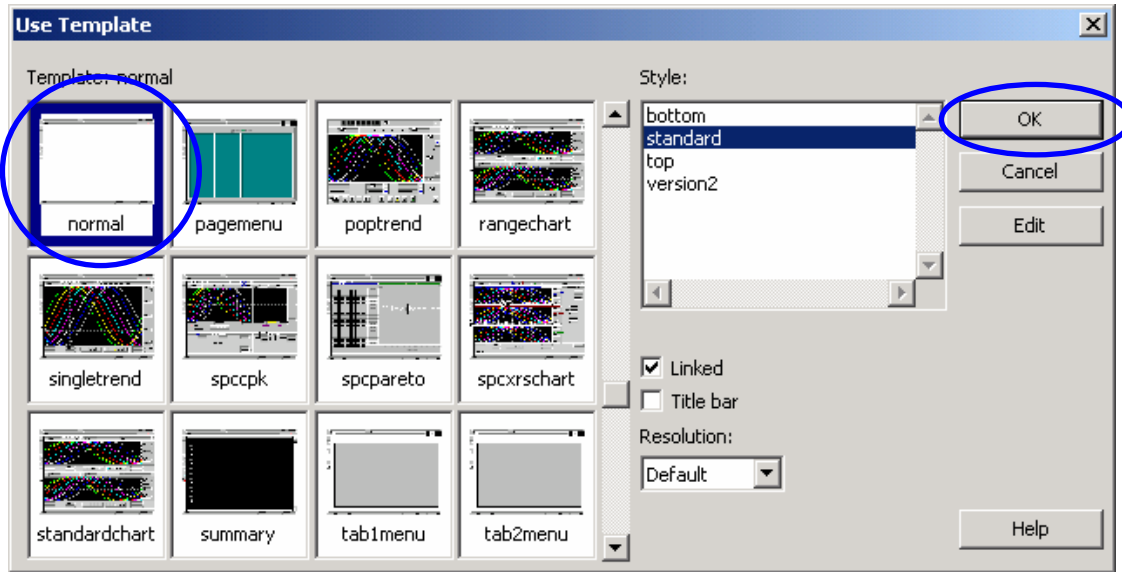 Use Template
Template: normal
normal
pagemenu
poptrend
rangechart
singletrend
spccpk
spcpareto
spcxrschart
standardchart
summary
tab1menu
tab2menu
Style:
bottom
standard
top
version2
Linked
Title bar
Resolution:
Default
OK
Cancel
Edit
Help